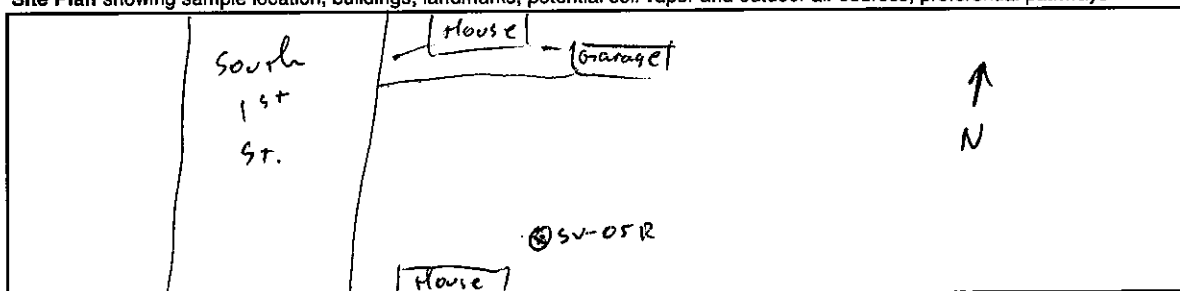 Site Plan showing sample location, buildings, landmarks, potential soil vapor and outdoor air sources, preferential pathways
House
Garage
South
1st
St.
N
SV-05R
House